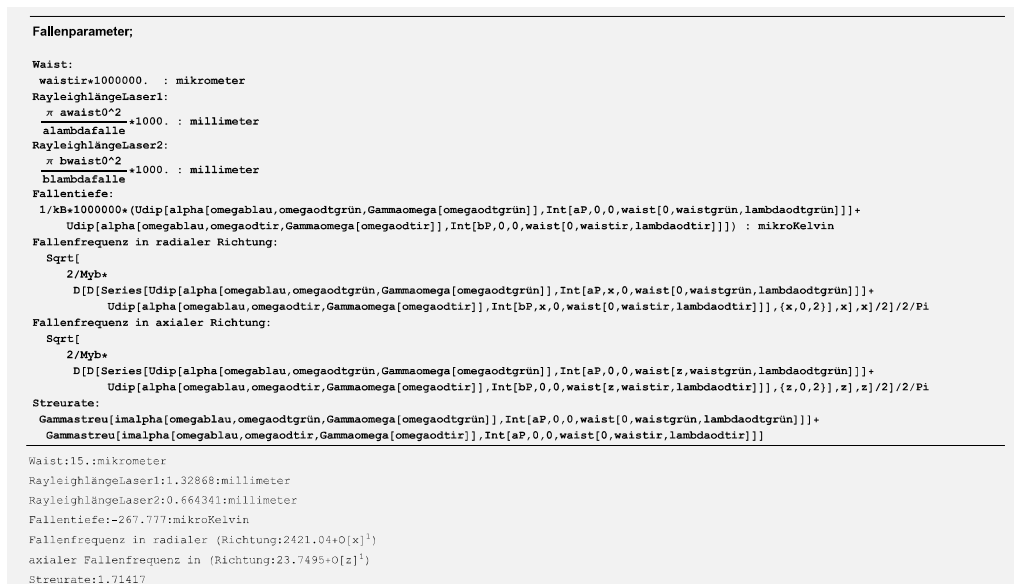 Fallenparameter;
Waist:
waistir*1000000. : mikrometer
RayleighlängeLaser1:
π awaist0^2
*1000. : millimeter
alambdafalle
RayleighlängeLaser2:
π bwaist0^2
*1000. : millimeter
blambdafalle
Fallentiefe:
1/kB*1000000*(Udip[alpha[omegablau,omegaodtgrün,Gammaomega[omegaodtgrün]],Int[aP,0,0,waist[0,waistgrün,lambdaodtgrün]]]+
Udip[alpha[omegablau,omegaodtir,Gammaomega[omegaodtir]],Int[bP,0,0,waist[0,waistir,lambdaodtir]]]) : mikroKelvin
Fallenfrequenz in radialer Richtung:
Sqrt[
2/Myb*
D[D[Series[Udip[alpha[omegablau,omegaodtgrün,Gammaomega[omegaodtgrün]],Int[aP,x,0,waist[0,waistgrün,lambdaodtgrün]]]+
Udip[alpha[omegablau,omegaodtir,Gammaomega[omegaodtir]],Int[bP,x,0,waist[0,waistir,lambdaodtir]]],{x,0,2}],x],x]/2]/2/Pi
Fallenfrequenz in axialer Richtung:
Sqrt[
2/Myb*
D[D[Series[Udip[alpha[omegablau,omegaodtgrün,Gammaomega[omegaodtgrün]],Int[aP,0,0,waist[z,waistgrün,lambdaodtgrün]]]+
Udip[alpha[omegablau,omegaodtir,Gammaomega[omegaodtir]],Int[bP,0,0,waist[z,waistir,lambdaodtir]]],{z,0,2}],z],z]/2]/2/Pi
Streurate:
Gammastreu[imalpha[omegablau,omegaodtgrün,Gammaomega[omegaodtgrün]],Int[aP,0,0,waist[0,waistgrün,lambdaodtgrün]]]+
Gammastreu[imalpha[omegablau,omegaodtir,Gammaomega[omegaodtir]],Int[aP,0,0,waist[0,waistir,lambdaodtir]]]
Waist:15.:mikrometer
RayleighlängeLaser1:1.32868:millimeter
RayleighlängeLaser2:0.664341:millimeter
Fallentiefe:-267.777:mikroKelvin
Fallenfrequenz in radialer (Richtung:2421.04+O[x]¹)
axialer Fallenfrequenz in (Richtung:23.7495+O[z]¹)
Streurate:1.71417